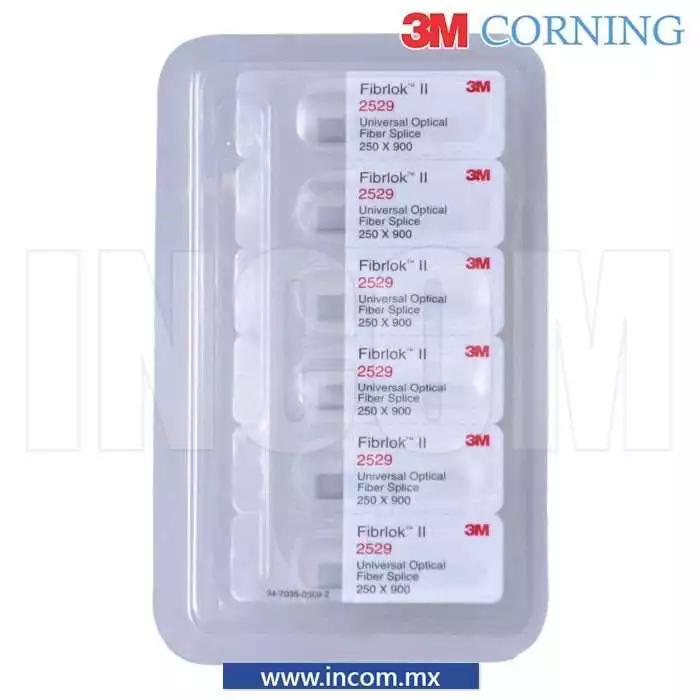 3M CORNING
Fibrlok™ II 3M
2529
Universal Optical
Fiber Splice
250 X 900
Fibrlok™ II 3M
2529
Universal Optical
Fiber Splice
250 X 900
Fibrlok™ II 3M
2529
Universal Optical
Fiber Splice
250 X 900
Fibrlok™ II 3M
2529
Universal Optical
Fiber Splice
250 X 900
Fibrlok™ II 3M
2529
Universal Optical
Fiber Splice
250 X 900
Fibrlok™ II 3M
2529
Universal Optical
Fiber Splice
250 X 900
INCOM
www.incom.mx